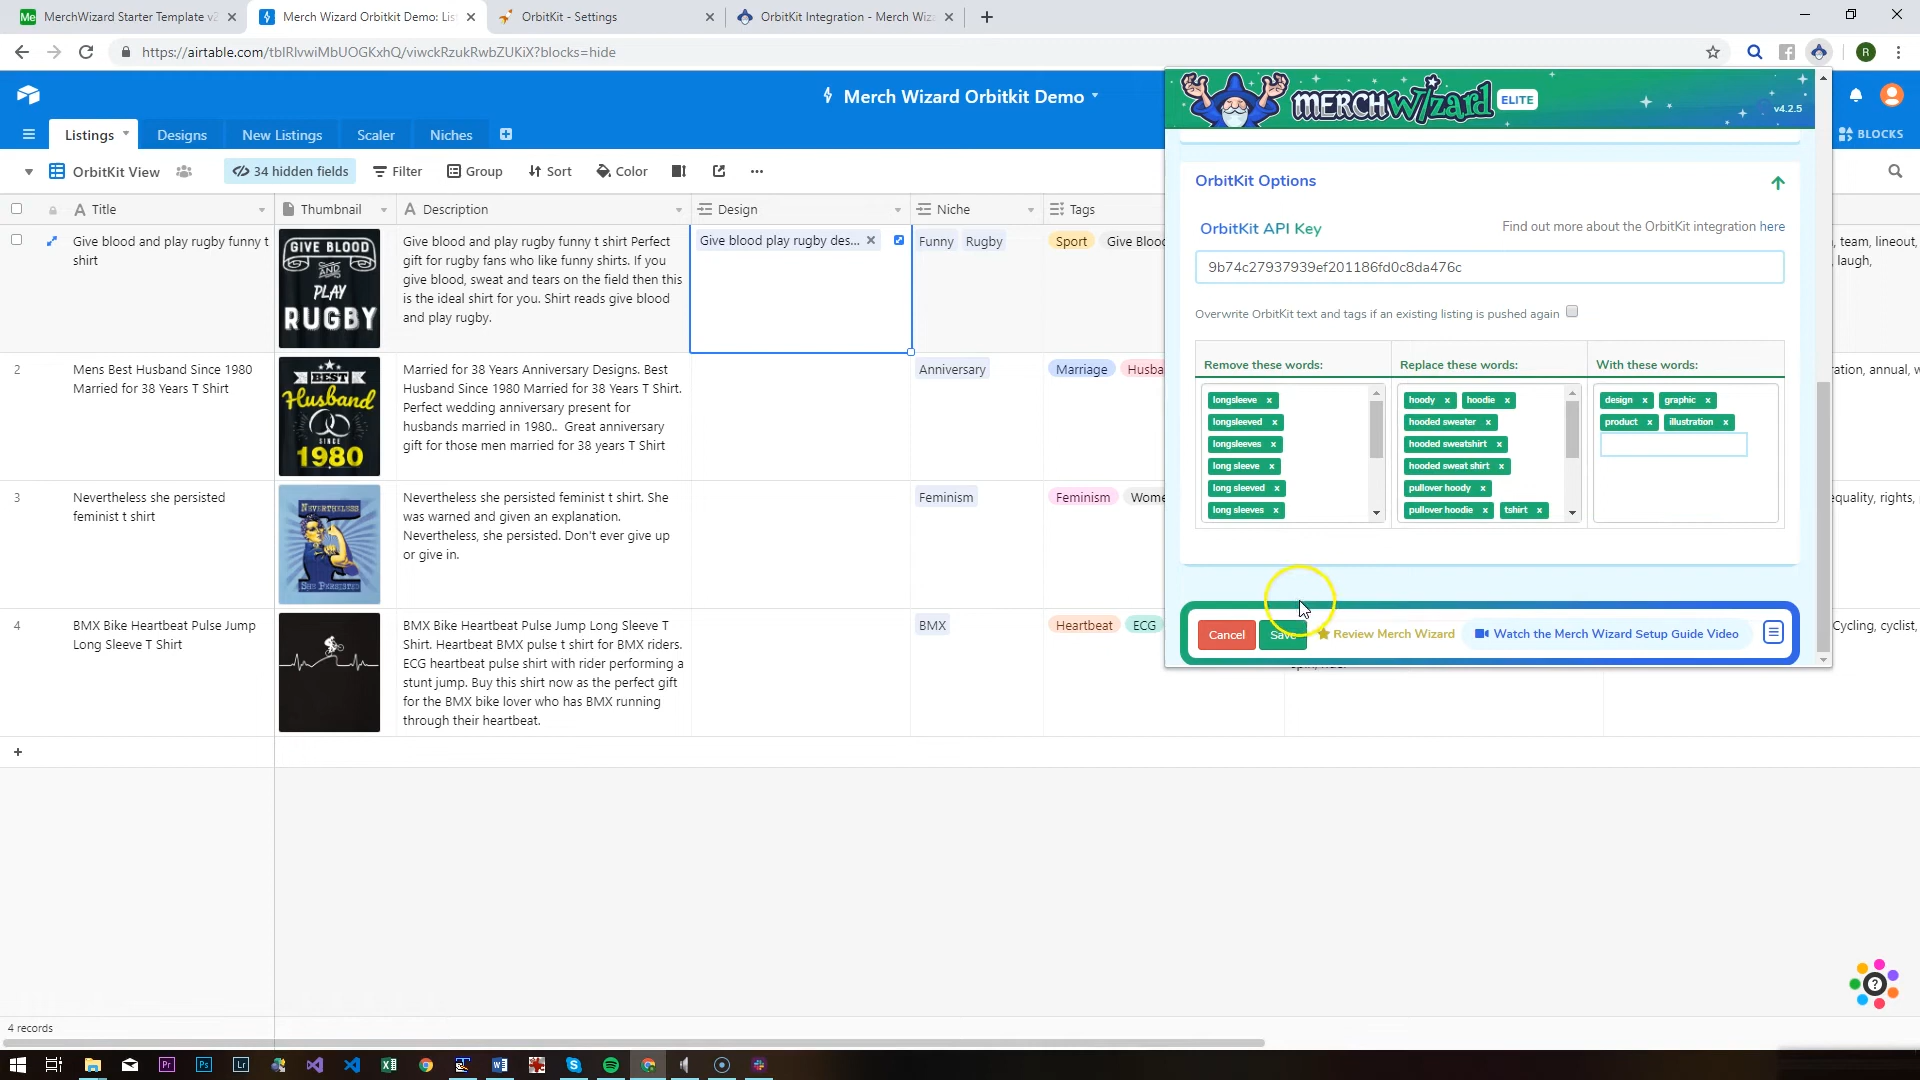 MerchWizard Starter Template v2
Merch Wizard Orbitkit Demo: List
OrbitKit - Settings
OrbitKit Integration - Merch Wiza
https://airtable.com/tblRlvwiMbUOGKxhQ/viwckRzukRwbZUKiX?blocks=hide
R
Merch Wizard Orbitkit Demo
MERCHWIZARD ELITE
v4.2.5
Listings
Designs
New Listings
Scaler
Niches
BLOCKS
OrbitKit View
34 hidden fields
Filter
Group
Sort
Color
Title
Thumbnail
Description
Design
Niche
Tags
Give blood and play rugby funny t
shirt
GIVE BLOOD
AND
PLAY
RUGBY
Give blood and play rugby funny t shirt Perfect
gift for rugby fans who like funny shirts. If you
give blood, sweat and tears on the field then this
is the ideal shirt for you. Shirt reads give blood
and play rugby.
Give blood play rugby des...
Funny Rugby
Sport Give Blood
, team, lineout,
laugh,
2
Mens Best Husband Since 1980
Married for 38 Years T Shirt
BEST
Husband
SINCE
1980
Married for 38 Years Anniversary Designs. Best
Husband Since 1980 Married for 38 Years T Shirt.
Perfect wedding anniversary present for
husbands married in 1980.. Great anniversary
gift for those men married for 38 years T Shirt
Anniversary
Marriage Husba
ration, annual, w
3
Nevertheless she persisted
feminist t shirt
NEVERTHELESS
SHE PERSISTED
Nevertheless she persisted feminist t shirt. She
was warned and given an explanation.
Nevertheless, she persisted. Don't ever give up
or give in.
Feminism
Feminism Wome
equality, rights,
4
BMX Bike Heartbeat Pulse Jump
Long Sleeve T Shirt
BMX Bike Heartbeat Pulse Jump Long Sleeve T
Shirt. Heartbeat BMX pulse t shirt for BMX riders.
ECG heartbeat pulse shirt with rider performing a
stunt jump. Buy this shirt now as the perfect gift
for the BMX bike lover who has BMX running
through their heartbeat.
BMX
Heartbeat ECG
Cycling, cyclist,
OrbitKit Options
OrbitKit API Key
Find out more about the OrbitKit integration here
9b74c27937939ef201186fd0c8da476c
Overwrite OrbitKit text and tags if an existing listing is pushed again
Remove these words:
Replace these words:
With these words:
longsleeve x
longsleeved x
longsleeves x
long sleeve x
long sleeved x
long sleeves x
hoody x hoodie x
hooded sweater x
hooded sweatshirt x
hooded sweat shirt x
pullover hoody x
pullover hoodie x tshirt x
design x graphic x
product x illustration x
Cancel
Save
Review Merch Wizard
Watch the Merch Wizard Setup Guide Video
4 records
Pr
Ps
Lr